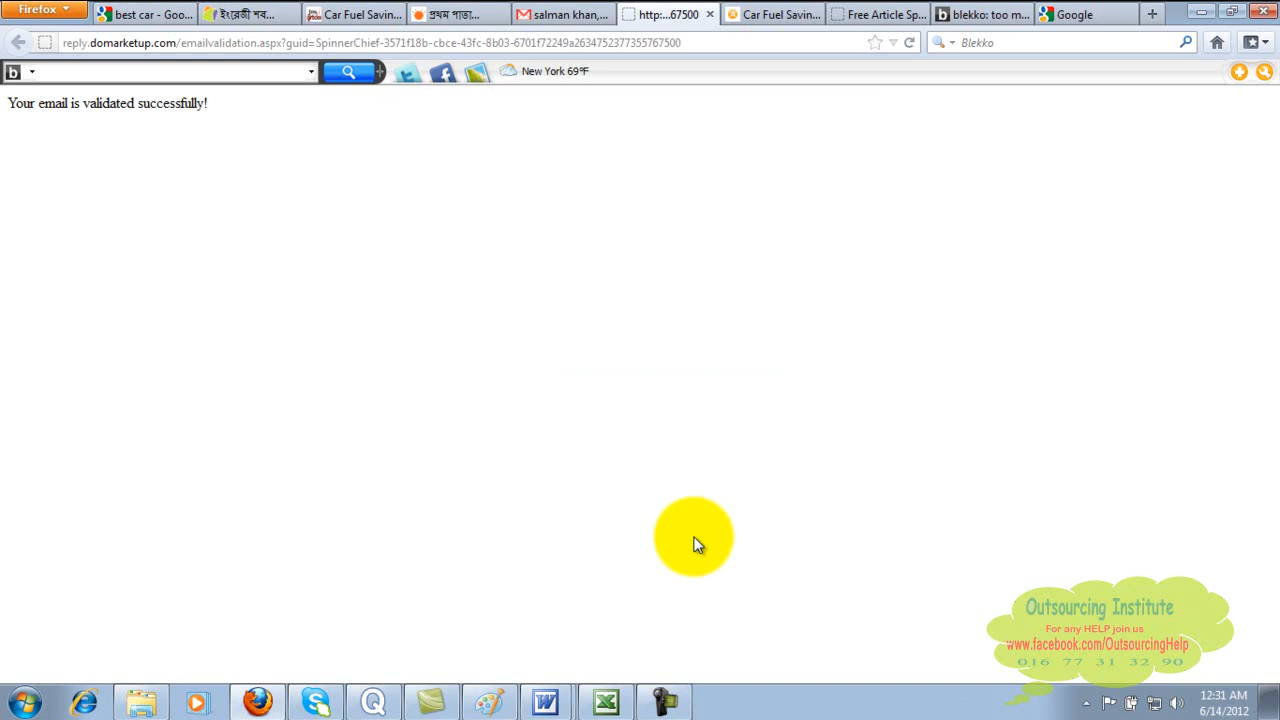 Firefox
best car - Goo...
ইংরেজী শব...
Car Fuel Savin...
প্রথম পাতা...
salman khan,...
http:...67500
Car Fuel Savin...
Free Article Sp...
blekko: too m...
Google
reply.domarketup.com/emailvalidation.aspx?guid=SpinnerChief-3571f18b-cbce-43fc-8b03-6701f72249a2634752377355767500
Blekko
b
New York 69°F
Your email is validated successfully!
Outsourcing Institute
For any HELP join us
www.facebook.com/OutsourcingHelp
016 77 31 32 90
12:31 AM
6/14/2012